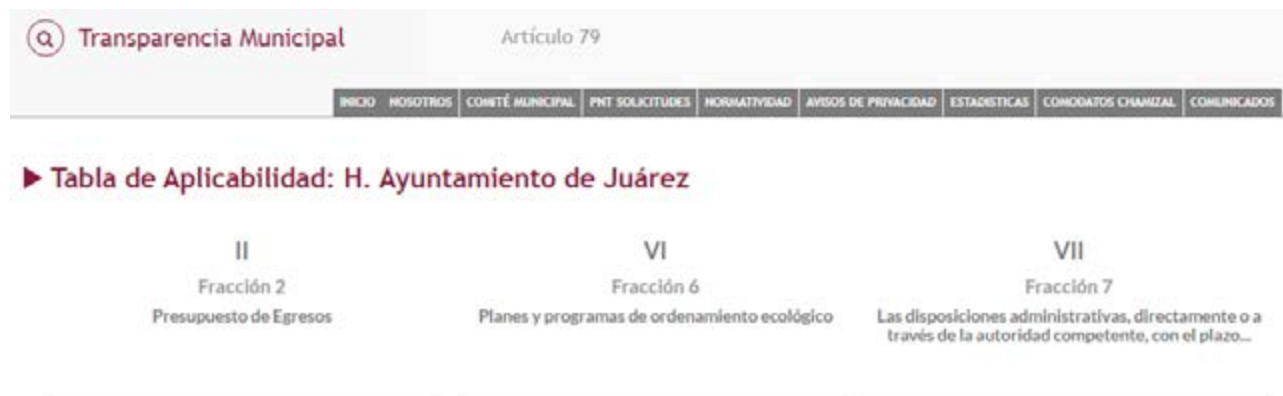 Transparencia Municipal
Artículo 79
INICIO NOSOTROS COMITÉ MUNICIPAL PNT SOLICITUDES NORMATIVIDAD AVISOS DE PRIVACIDAD ESTADISTICAS COMODATOS CHAMIZAL COMUNICADOS
Tabla de Aplicabilidad: H. Ayuntamiento de Juárez
II
Fracción 2
Presupuesto de Egresos
VI
Fracción 6
Planes y programas de ordenamiento ecológico
VII
Fracción 7
Las disposiciones administrativas, directamente o a
través de la autoridad competente, con el plazo...